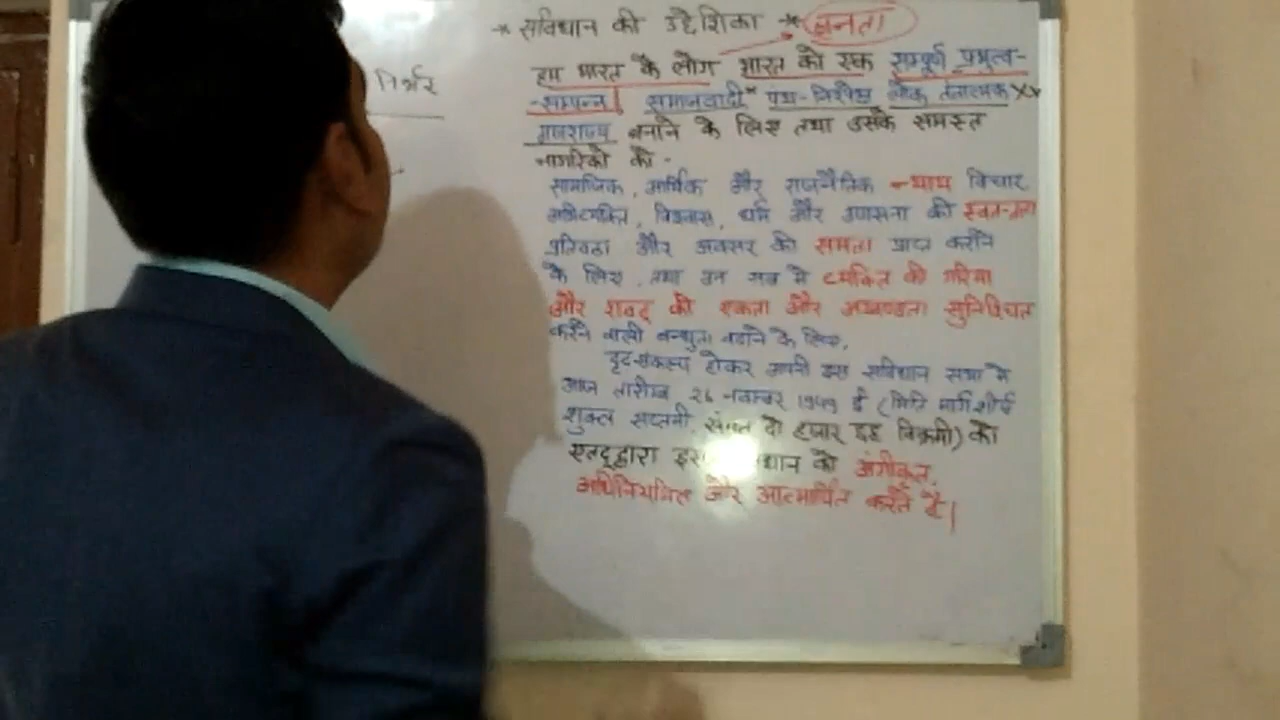 * संविधान की उद्देशिका * जनता
निर्भर
हम भारत के लोग भारत को एक सम्पूर्ण प्रभुत्व-
-सम्पन्न समाजवादी पंथ-निरपेक्ष लोक तंत्रात्मक XX
गणराज्य बनाने के लिए तथा उसके समस्त
नागरिकों को -
सामाजिक, आर्थिक और राजनैतिक न्याय विचार
अभिव्यक्ति, विश्वास, धर्म और उपासना की स्वतन्त्रता
प्रतिष्ठा और अवसर की समता प्राप्त कराने
के लिए, तथा उन सब में व्यक्ति की गरिमा
और राष्ट्र की एकता और अखण्डता सुनिश्चित
करने वाली बन्धुता बढाने के लिए,
दृढ़संकल्प होकर अपनी इस संविधान सभा में
आज तारीख 26 नवम्बर 1949 ई (मिति मार्गशीर्ष
शुक्ल सप्तमी, संवत दो हजार छह विक्रमी) को
एतद्द्वारा इस को अंगीकृत,
अधिनियमित और आत्मार्पित करते हैं।